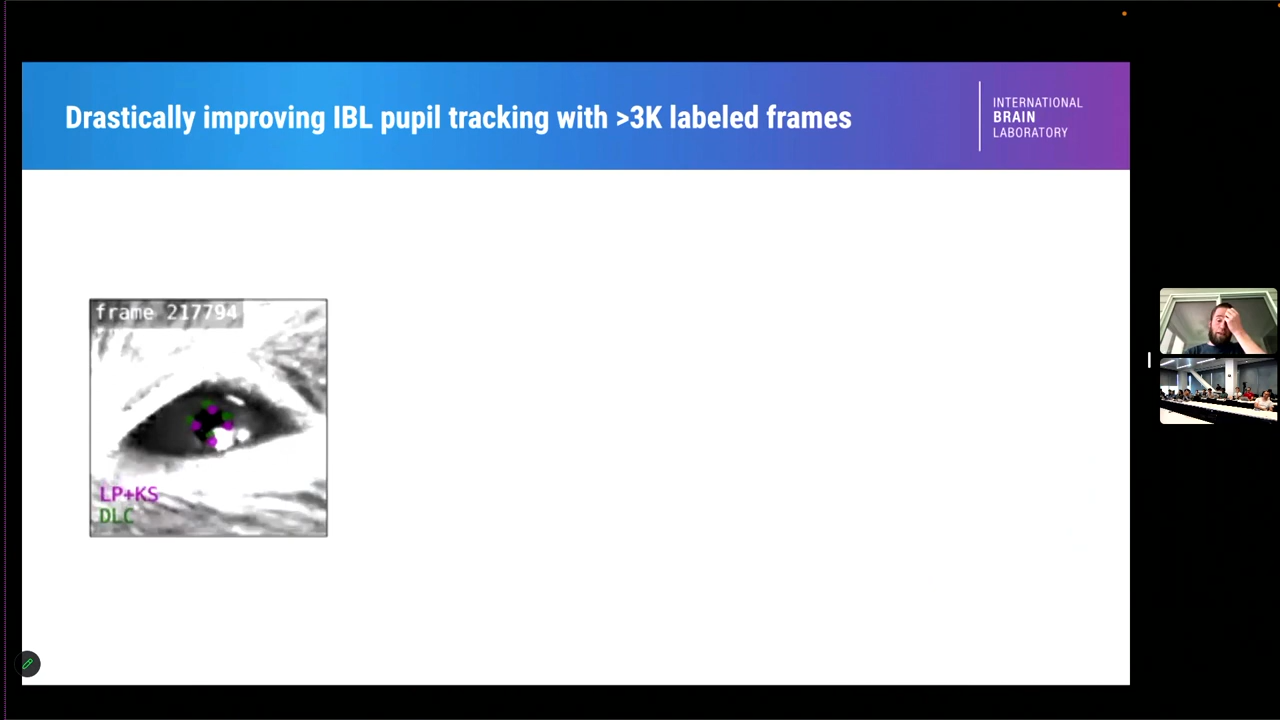 Drastically improving IBL pupil tracking with >3K labeled frames
INTERNATIONAL
BRAIN
LABORATORY
frame 217794
LP+KS
DLC